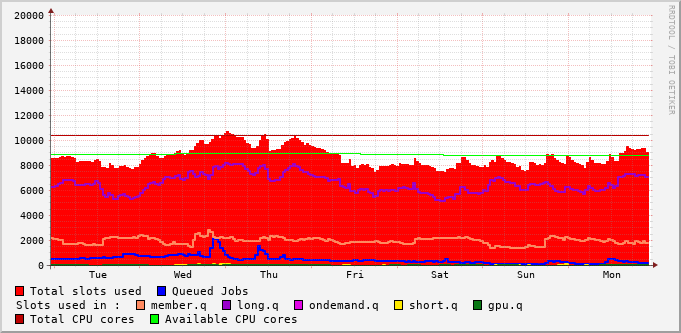 20000
18000
16000
14000
12000
10000
8000
6000
4000
2000
0
Tue Wed Thu Fri Sat Sun Mon
RRDTOOL / TOBI OETIKER
Total slots used Queued Jobs
Slots used in : member.q long.q ondemand.q short.q gpu.q
Total CPU cores Available CPU cores